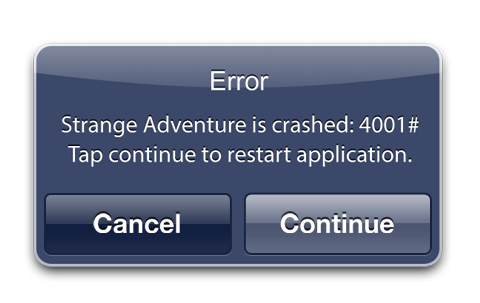 Error
Strange Adventure is crashed: 4001#
Tap continue to restart application.
Cancel Continue